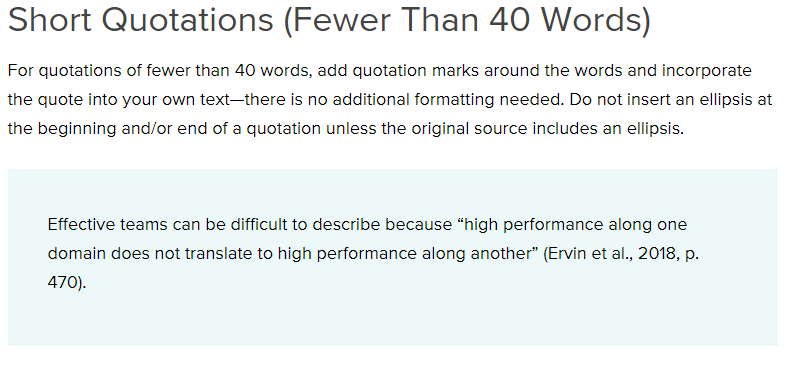 Short Quotations (Fewer Than 40 Words)
For quotations of fewer than 40 words, add quotation marks around the words and incorporate
the quote into your own text—there is no additional formatting needed. Do not insert an ellipsis at
the beginning and/or end of a quotation unless the original source includes an ellipsis.
Effective teams can be difficult to describe because “high performance along one
domain does not translate to high performance along another” (Ervin et al., 2018, p.
470).